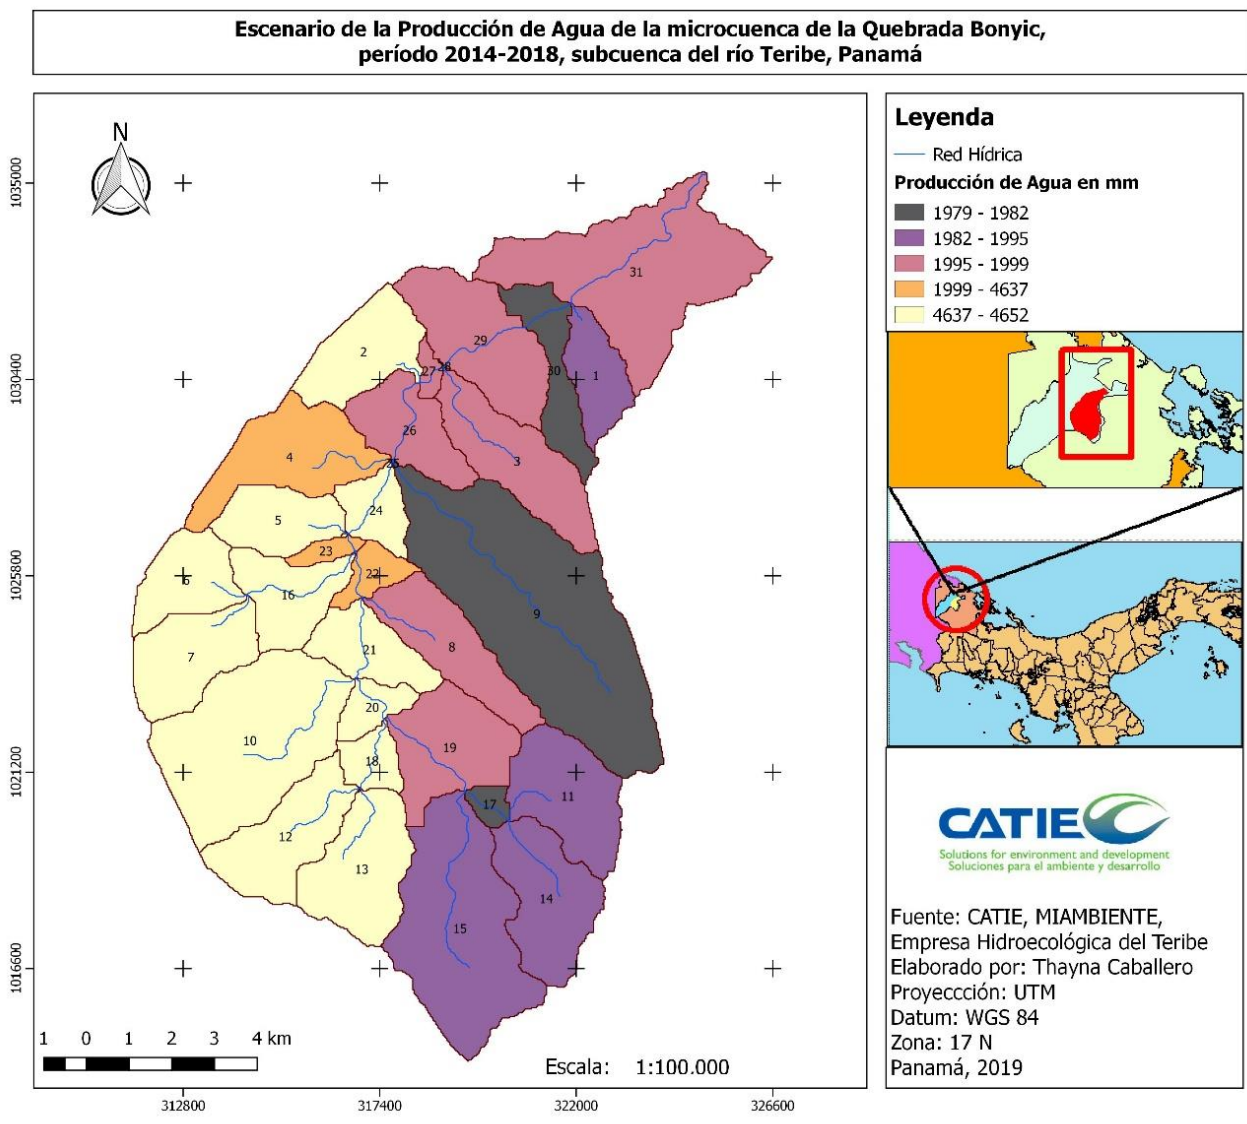 Escenario de la Producción de Agua de la microcuenca de la Quebrada Bonyic,
período 2014-2018, subcuenca del río Teribe, Panamá
N
1035000
1030400
1025800
1021200
1016600
312800
317400
322000
326600
31
29
2
28
27
30
1
26
3
4
25
24
5
23
22
6
16
9
8
21
7
20
10
19
18
11
17
12
13
14
15
1 0 1 2 3 4 km
Escala: 1:100.000
Leyenda
Red Hídrica
Producción de Agua en mm
1979 - 1982
1982 - 1995
1995 - 1999
1999 - 4637
4637 - 4652
CATIE
Solutions for environment and development
Soluciones para el ambiente y desarrollo
Fuente: CATIE, MIAMBIENTE,
Empresa Hidroecológica del Teribe
Elaborado por: Thayna Caballero
Proyeccción: UTM
Datum: WGS 84
Zona: 17 N
Panamá, 2019